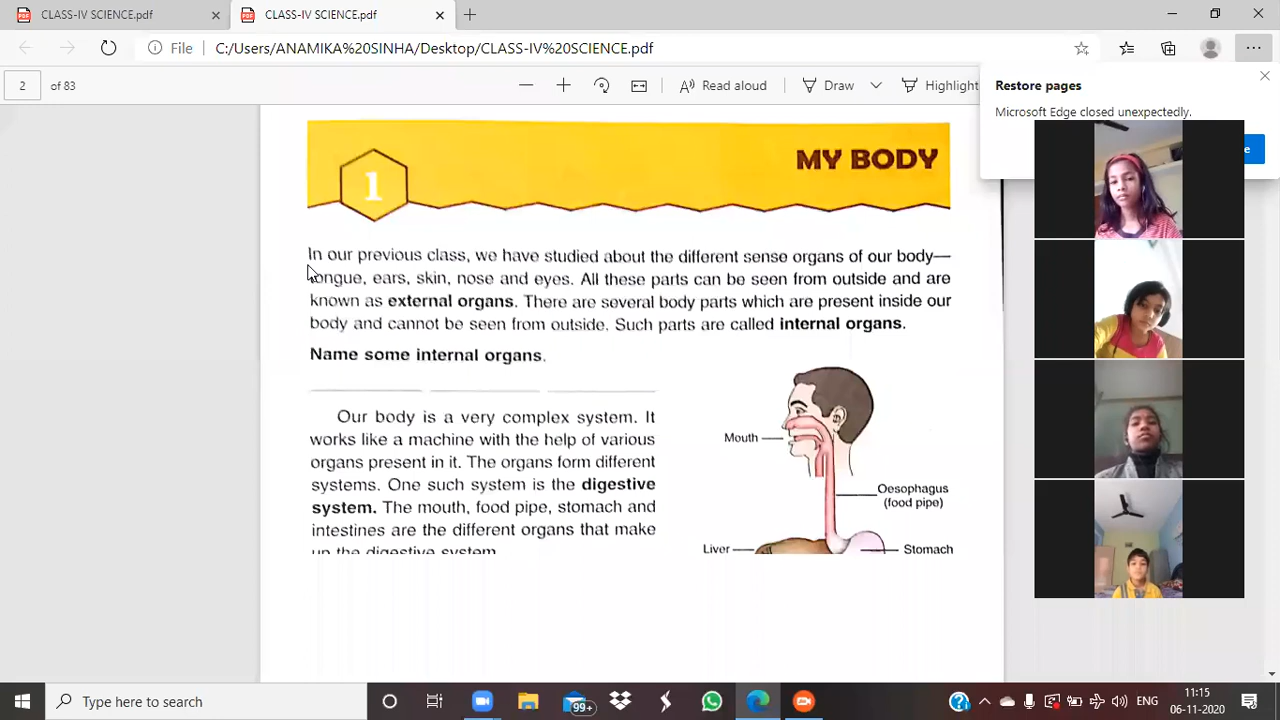 CLASS-IV SCIENCE.pdf
CLASS-IV SCIENCE.pdf
File
C:/Users/ANAMIKA%20SINHA/Desktop/CLASS-IV%20SCIENCE.pdf
2 of 83
Read aloud
Draw
Highlight
Restore pages
Microsoft Edge closed unexpectedly.
e
1
MY BODY
In our previous class, we have studied about the different sense organs of our body—
tongue, ears, skin, nose and eyes. All these parts can be seen from outside and are
known as external organs. There are several body parts which are present inside our
body and cannot be seen from outside. Such parts are called internal organs.
Name some internal organs.
Our body is a very complex system. It
works like a machine with the help of various
organs present in it. The organs form different
systems. One such system is the digestive
system. The mouth, food pipe, stomach and
intestines are the different organs that make
up the digestive system
Mouth
Oesophagus
(food pipe)
Liver
Stomach
Type here to search
99+
ENG
11:15
06-11-2020